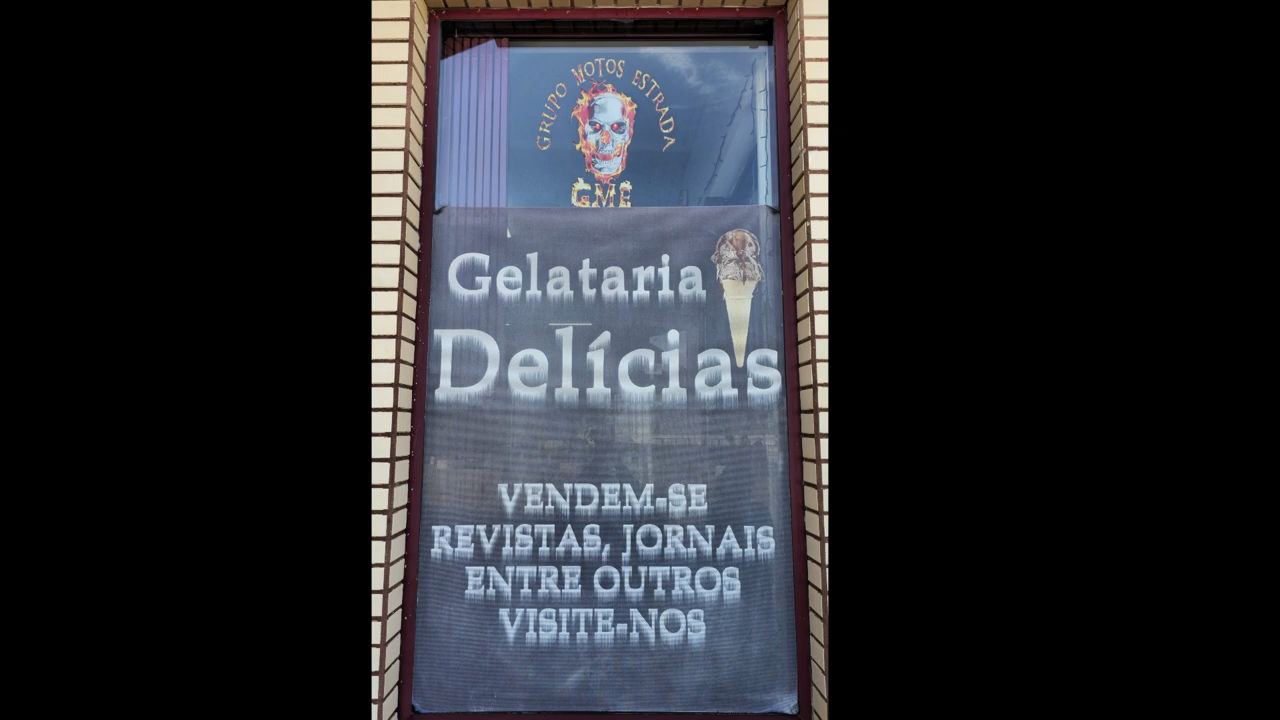 GRUPO MOTOS ESTRADA
GME
Gelataria
Delícias
VENDEM-SE
REVISTAS, JORNAIS
ENTRE OUTROS
VISITE-NOS